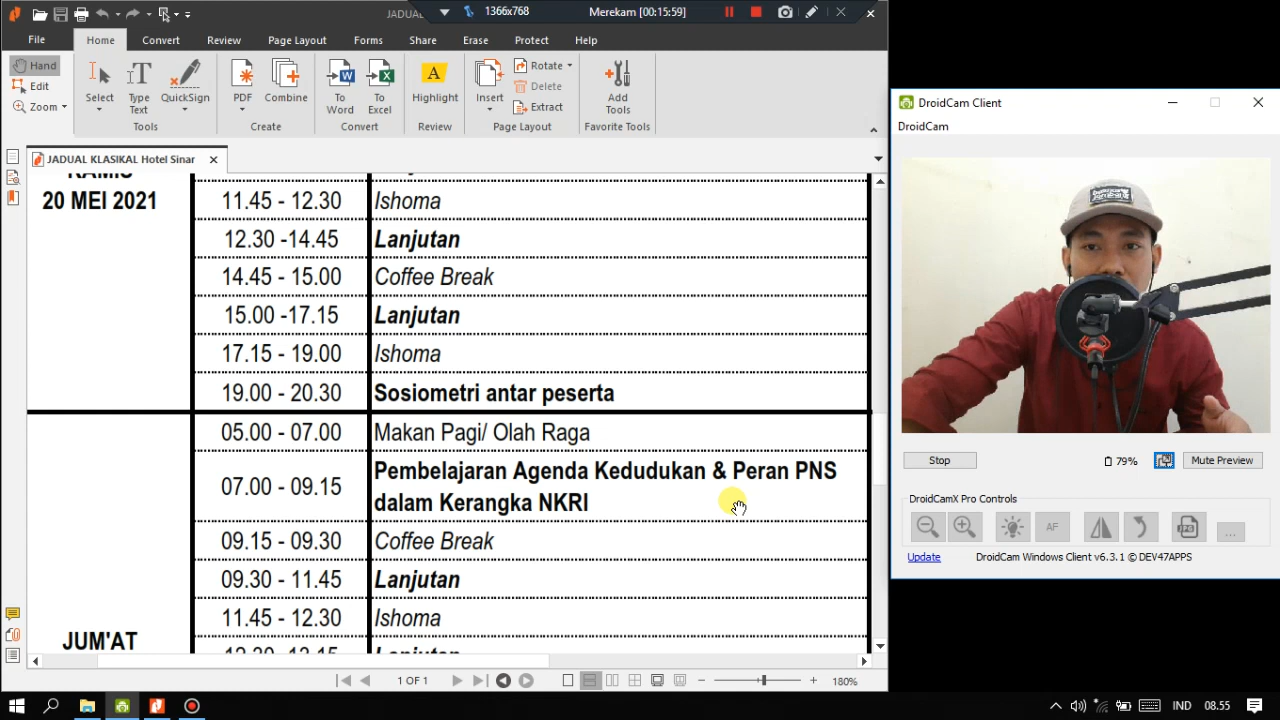 JADUAL
1366x768
Merekam [00:15:59]
File
Home
Convert
Review
Page Layout
Forms
Share
Erase
Protect
Help
Hand
Edit
Zoom
Select
Type Text
QuickSign
Tools
PDF
Combine
Create
To Word
To Excel
Convert
Highlight
Review
Insert
Rotate
Delete
Extract
Page Layout
Add Tools
Favorite Tools
JADUAL KLASIKAL Hotel Sinar
KAMIS
20 MEI 2021
11.45 - 12.30 Ishoma
12.30 -14.45 Lanjutan
14.45 - 15.00 Coffee Break
15.00 -17.15 Lanjutan
17.15 - 19.00 Ishoma
19.00 - 20.30 Sosiometri antar peserta
05.00 - 07.00 Makan Pagi/ Olah Raga
07.00 - 09.15 Pembelajaran Agenda Kedudukan & Peran PNS
dalam Kerangka NKRI
09.15 - 09.30 Coffee Break
09.30 - 11.45 Lanjutan
11.45 - 12.30 Ishoma
JUM'AT
Lanjutan
1 OF 1
180%
DroidCam Client
DroidCam
Stop
79%
Mute Preview
DroidCamX Pro Controls
AF
JPG
...
Update
DroidCam Windows Client v6.3.1 © DEV47APPS
IND
08.55